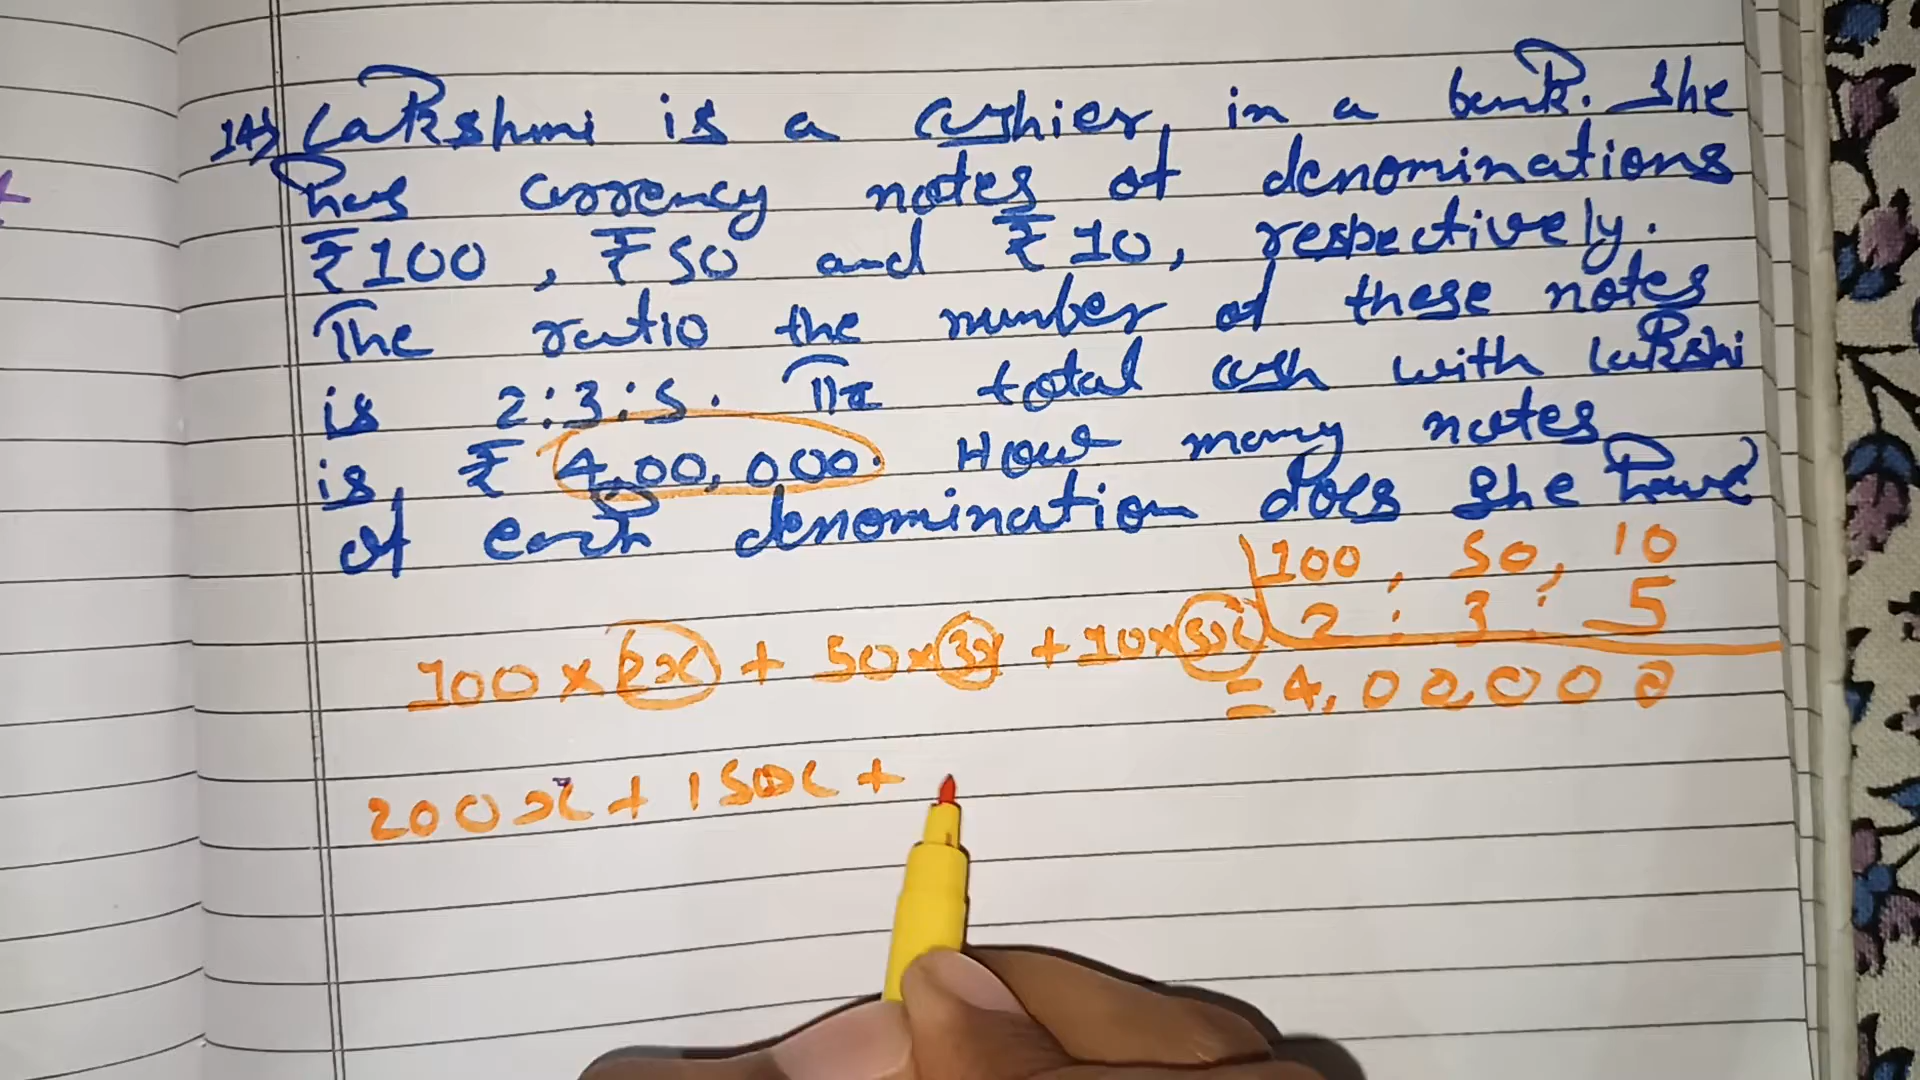 14) Lakshmi is a cashier in a bank. She
has currency notes of denominations
₹100, ₹50 and ₹10, respectively.
The ratio the number of these notes
is 2:3:5. The total cash with Lakshi
is, ₹ 4,00,000. How many notes
of each denomination does she have
100, 50, 10
2 : 3 : 5
100 × 2x + 50 × 3x + 10 × 5x
= 4,00,000
200x + 150x +